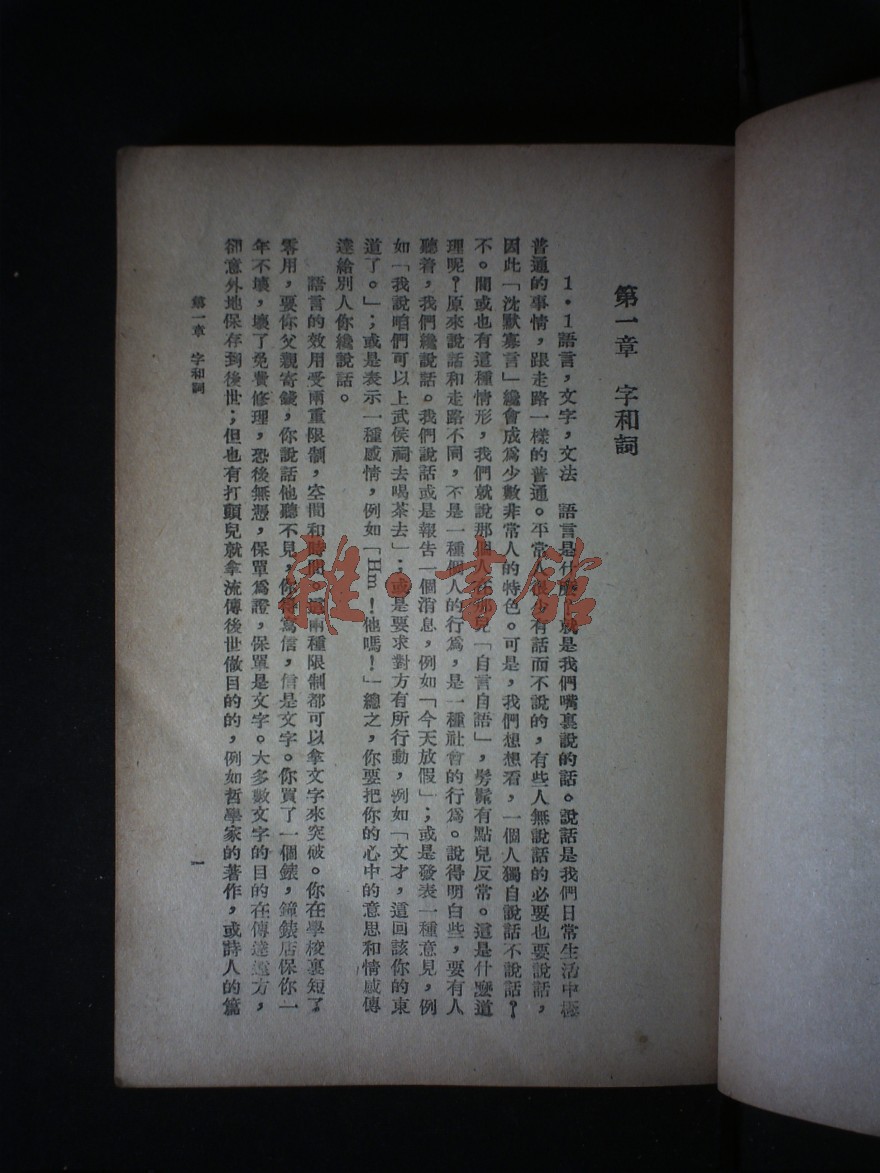 第一章　字和詞
1·1語言，文字，文法　語言是什麼？就是我們嘴裏說的話。說話是我們日常生活中極
普通的事情，跟走路一樣的普通。平常人很少有話而不說的，有些人無說話的必要也要說話，
因此「沈默寡言」纔會成爲少數非常人的特色。可是，我們想想看，一個人獨自說話不說話？
不。間或也有這種情形，我們就說那個人在那兒「自言自語」，髣髴有點兒反常。這是什麼道
理呢？原來說話和走路不同，不是一種個人的行爲，是一種社會的行爲。說得明白些，要有人
聽着，我們纔說話。我們說話或是報告一個消息，例如「今天放假」；或是發表一種意見，例
如「我說咱們可以上武侯祠去喝茶去」；或是要求對方有所行動，例如「文才，這回該你的東
道了。」；或是表示一種感情，例如「Hm！他嗎！」總之，你要把你的心中的意思和情感傳
達給別人你纔說話。
語言的效用受兩重限制，空間和時間。這兩種限制都可以拿文字來突破。你在學校裏短了
零用，要你父親寄錢，你說話他聽不見，你得寫信，信是文字。你買了一個錶，鐘錶店保你一
年不壞，壞了免費修理，恐後無憑，保單爲證，保單是文字。大多數文字的目的在傳達遠方，
卻意外地保存到後世；但也有打頭兒就拿流傳後世做目的的，例如哲學家的著作，或詩人的篇
第一章　字和詞
一
雜·書館